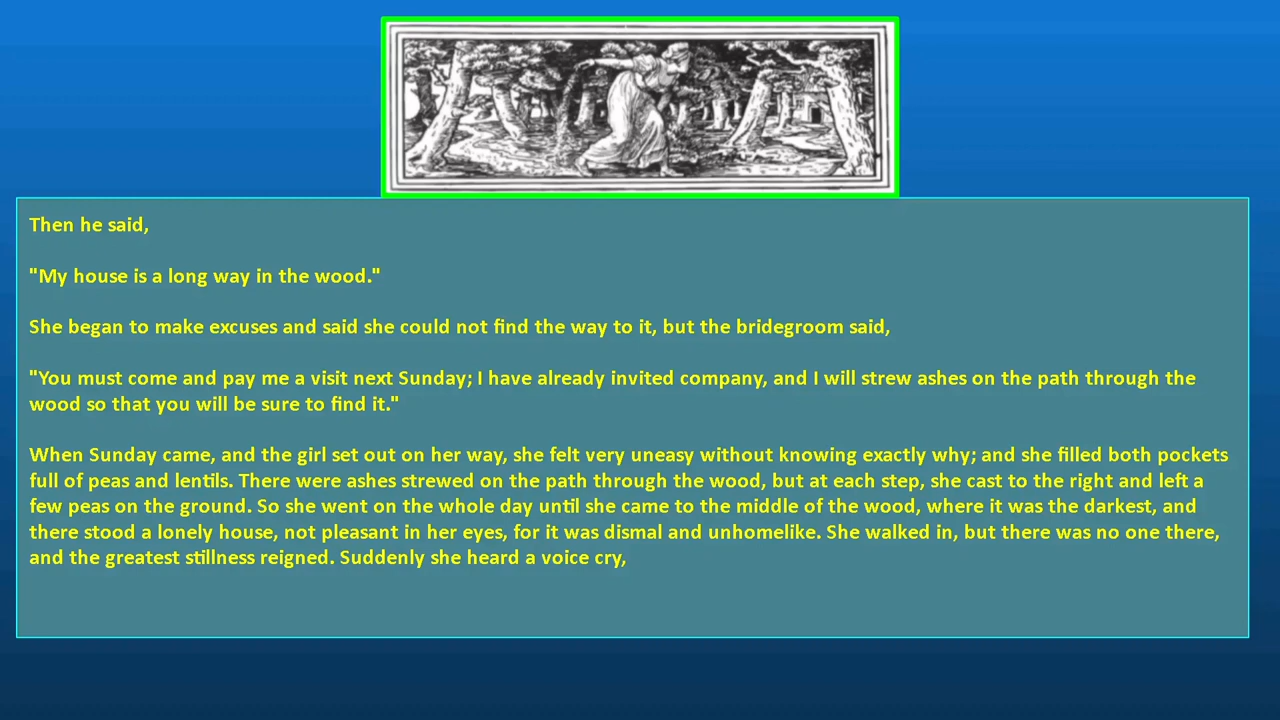 Then he said,
"My house is a long way in the wood."
She began to make excuses and said she could not find the way to it, but the bridegroom said,
"You must come and pay me a visit next Sunday; I have already invited company, and I will strew ashes on the path through the
wood so that you will be sure to find it."
When Sunday came, and the girl set out on her way, she felt very uneasy without knowing exactly why; and she filled both pockets
full of peas and lentils. There were ashes strewed on the path through the wood, but at each step, she cast to the right and left a
few peas on the ground. So she went on the whole day until she came to the middle of the wood, where it was the darkest, and
there stood a lonely house, not pleasant in her eyes, for it was dismal and unhomelike. She walked in, but there was no one there,
and the greatest stillness reigned. Suddenly she heard a voice cry,